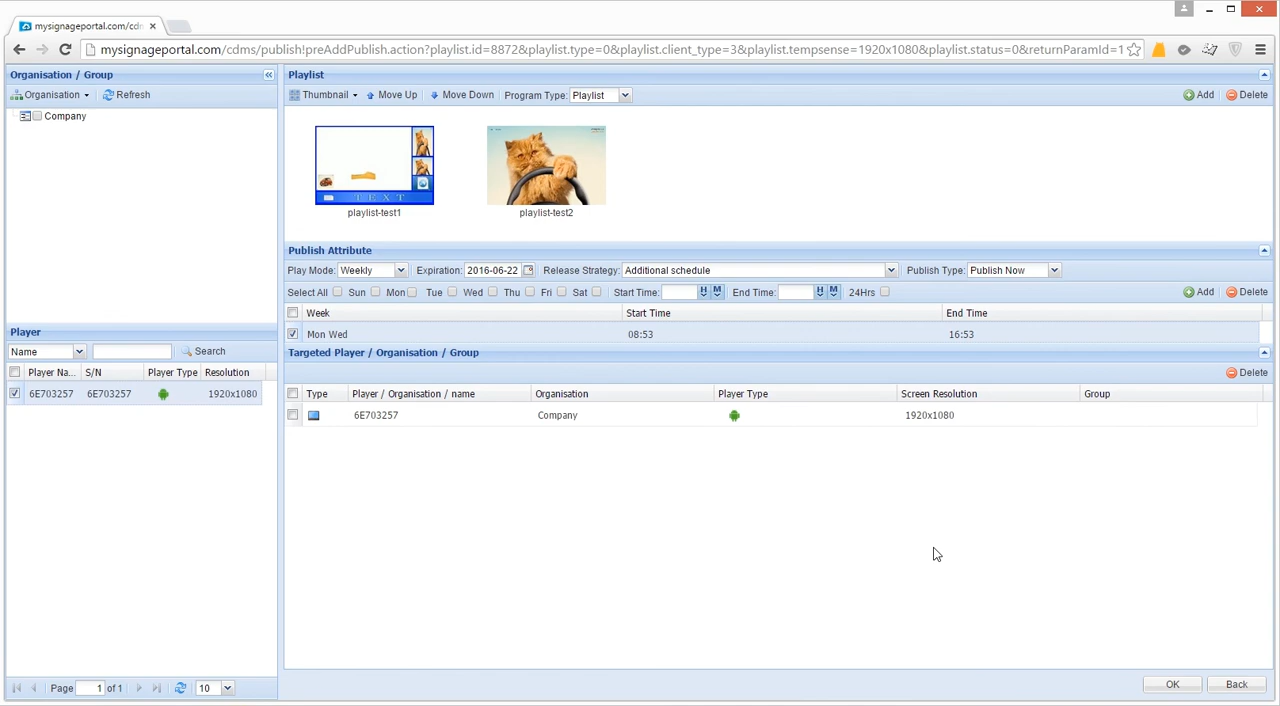 mysignageportal.com/cdm
mysignageportal.com/cdms/publish!preAddPublish.action?playlist.id=8872&playlist.type=0&playlist.client_type=3&playlist.tempsense=1920x1080&playlist.status=0&returnParamId=1
Organisation / Group
Organisation Refresh
Company
Player
Name Search
Player Na... S/N Player Type Resolution
6E703257 6E703257 1920x1080
Page 1 of 1 10
Playlist
Thumbnail Move Up Move Down Program Type: Playlist Add Delete
TEXT
playlist-test1 playlist-test2
Publish Attribute
Play Mode: Weekly Expiration: 2016-06-22 Release Strategy: Additional schedule Publish Type: Publish Now
Select All Sun Mon Tue Wed Thu Fri Sat Start Time: H M End Time: H M 24Hrs Add Delete
Week Start Time End Time
Mon Wed 08:53 16:53
Targeted Player / Organisation / Group
Delete
Type Player / Organisation / name Organisation Player Type Screen Resolution Group
6E703257 Company 1920x1080
OK Back